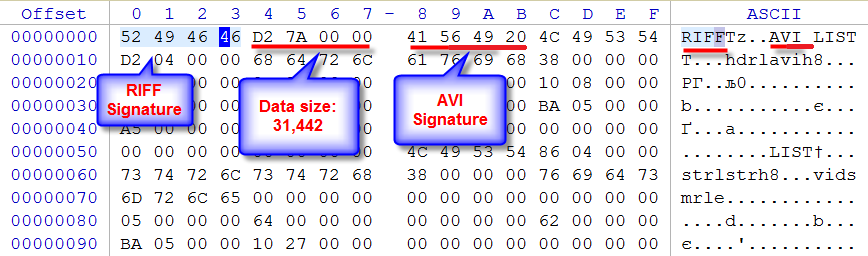 Offset 0 1 2 3 4 5 6 7 - 8 9 A B C D E F ASCII
00000000 52 49 46 46 D2 7A 00 00 41 56 49 20 4C 49 53 54 RIFFTz..AVI LIST
00000010 D2 04 00 00 68 64 72 6C 61 76 69 68 38 00 00 00 T...hdrlavih8...
00000020 10 08 00 00 РГ..љ0..........
00000030 BA 05 00 00 b...........є...
00000040 A5 00 00 00 00 00 Ґ...a...........
00000050 00 00 00 00 00 00 4C 49 53 54 86 04 00 00 ........LIST†...
00000060 73 74 72 6C 73 74 72 68 38 00 00 00 76 69 64 73 strlstrh8...vids
00000070 6D 72 6C 65 00 00 00 00 00 00 00 00 00 00 00 00 mrle............
00000080 05 00 00 00 64 00 00 00 00 00 00 00 62 00 00 00 ....d.......b...
00000090 BA 05 00 00 10 27 00 00 00 00 00 00 00 00 00 00 є....'..........
RIFF
Signature
Data size:
31,442
AVI
Signature